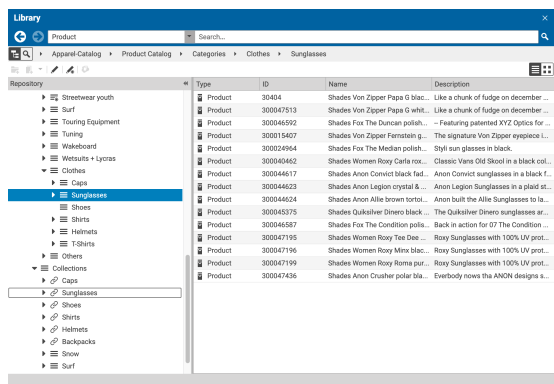 Library
Product
Search...
Apparel-Catalog Product Catalog Categories Clothes Sunglasses
Repository
Streetwear youth
Surf
Touring Equipment
Tuning
Wakeboard
Wetsuits + Lycras
Clothes
Caps
Sunglasses
Shoes
Shirts
Helmets
T-Shirts
Others
Collections
Caps
Sunglasses
Shoes
Shirts
Helmets
Backpacks
Snow
Surf
Type ID Name Description
Product 30404 Shades Von Zipper Papa G blac... Like a chunk of fudge on december ...
Product 300047513 Shades Von Zipper Papa G whit... Like a chunk of fudge on december ...
Product 300046592 Shades Fox The Duncan polish... -- Featuring patented XYZ Optics for ...
Product 300015407 Shades Von Zipper Fernstein g... The signature Von Zipper eyepiece i...
Product 300024964 Shades Fox The Median polish... Styli sun glasses in black.
Product 300040462 Shades Women Roxy Carla rox... Classic Vans Old Skool in a black col...
Product 300044617 Shades Anon Convict black fad... Anon Convict sunglasses in a black f...
Product 300044623 Shades Anon Legion crystal & ... Anon Legion Sunglasses in a plaid st...
Product 300044624 Shades Anon Allie brown tortoi... Anon built the Allie Sunglasses to la...
Product 300045375 Shades Quiksilver Dinero black ... The Quiksilver Dinero sunglasses ar...
Product 300046587 Shades Fox The Condition polis... Back in action for 07 The Condition ...
Product 300047195 Shades Women Roxy Tee Dee ... Roxy Sunglasses with 100% UV prot...
Product 300047196 Shades Women Roxy Minx blac... Roxy Sunglasses with 100% UV prot...
Product 300047199 Shades Women Roxy Roma pur... Roxy Sunglasses with 100% UV prot...
Product 300047436 Shades Anon Crusher polar bla... Everbody nows tha ANON designs s...